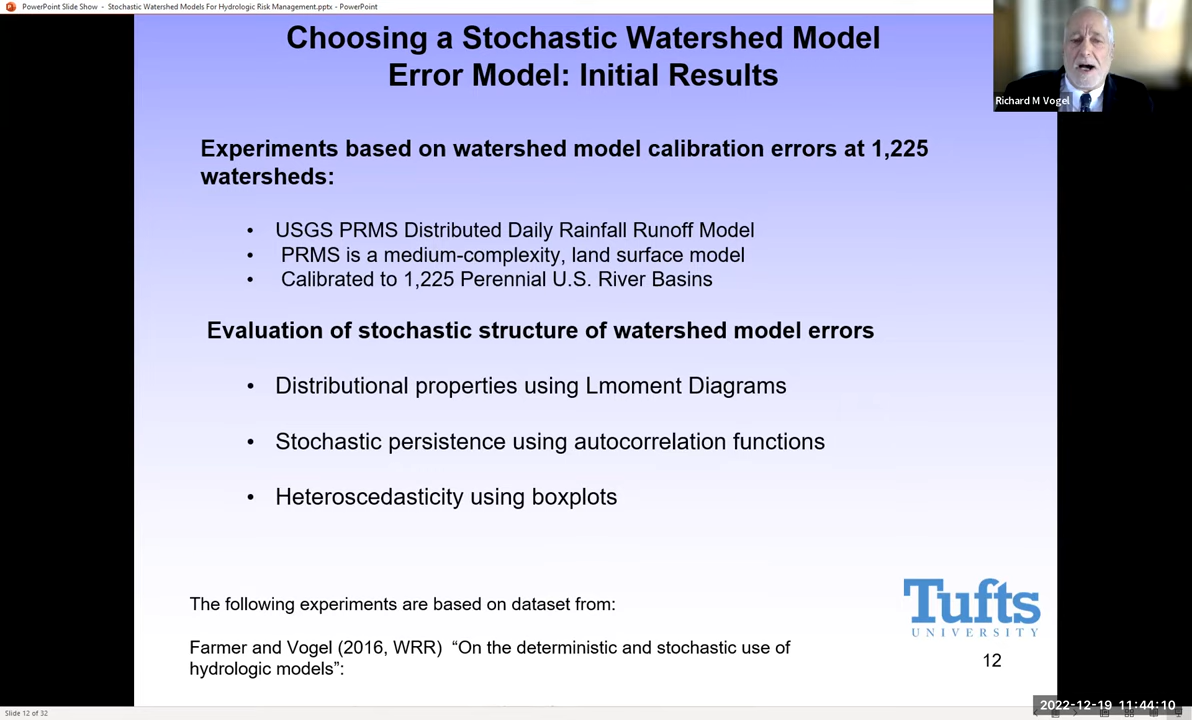 PowerPoint Slide Show - Stochastic Watershed Models For Hydrologic Risk Management.pptx - PowerPoint
Choosing a Stochastic Watershed Model
Error Model: Initial Results
Richard M Vogel
Experiments based on watershed model calibration errors at 1,225
watersheds:
• USGS PRMS Distributed Daily Rainfall Runoff Model
• PRMS is a medium-complexity, land surface model
• Calibrated to 1,225 Perennial U.S. River Basins
Evaluation of stochastic structure of watershed model errors
• Distributional properties using Lmoment Diagrams
• Stochastic persistence using autocorrelation functions
• Heteroscedasticity using boxplots
The following experiments are based on dataset from:
Farmer and Vogel (2016, WRR) “On the deterministic and stochastic use of
hydrologic models”:
Tufts
UNIVERSITY
12
Slide 12 of 32
2022-12-19 11:44:10